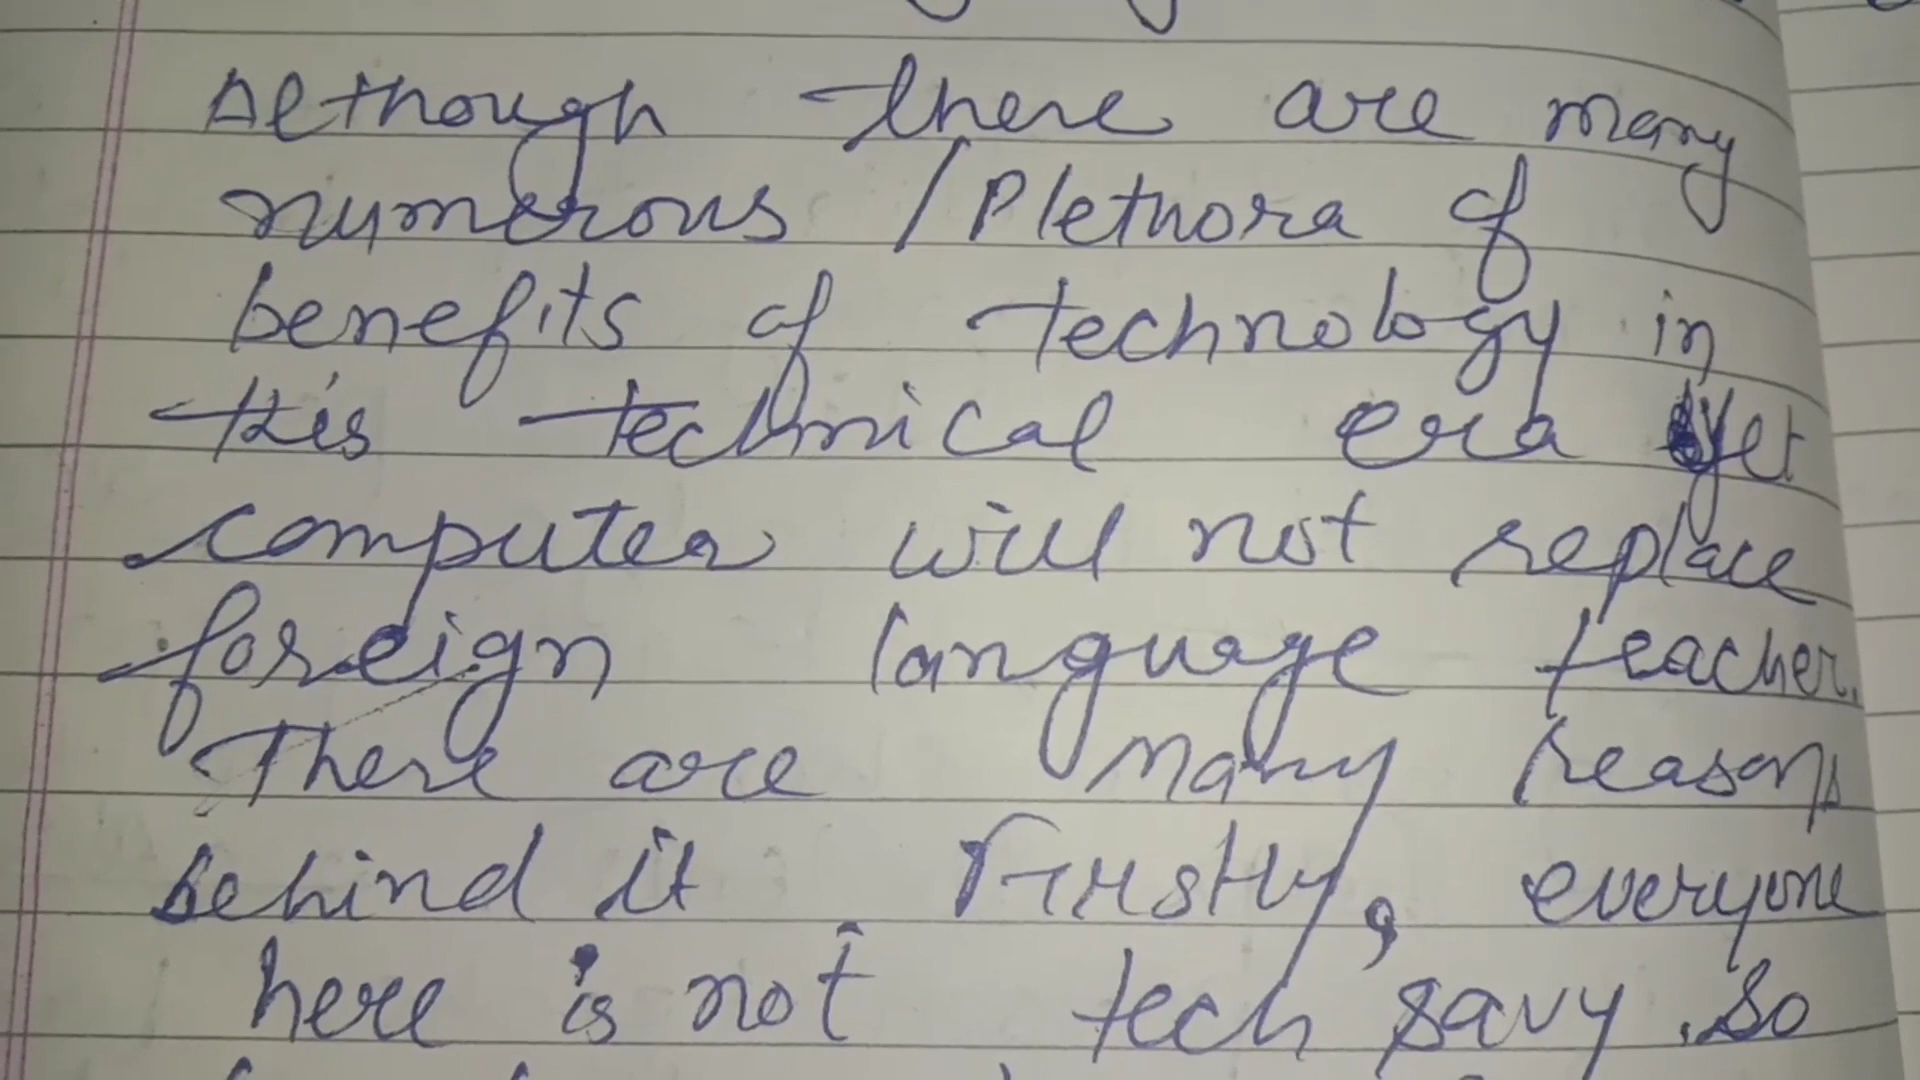 Although there are many
numerous / Plethora of
benefits of technology in
this technical era yet
computer will not replace
foreign language teacher.
There are many reasons
behind it Firstly, everyone
here is not tech savy. So